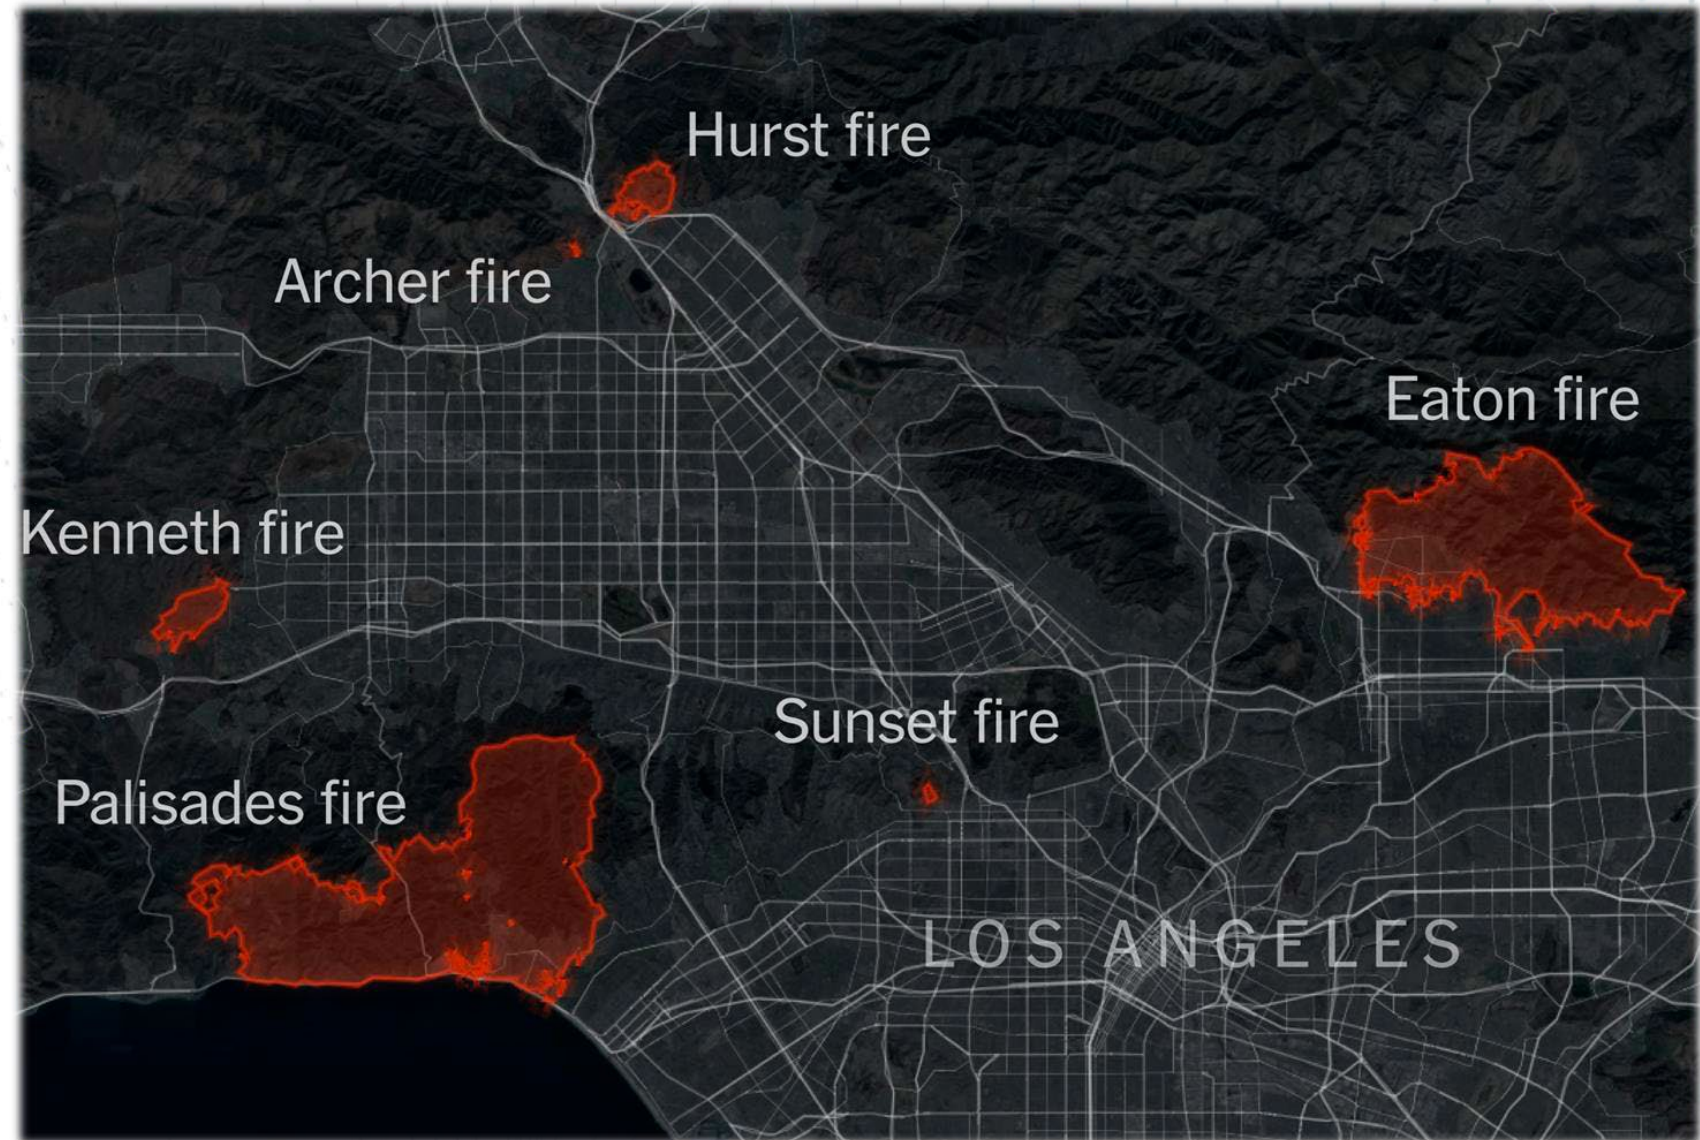 Hurst fire
Archer fire
Eaton fire
Kenneth fire
Sunset fire
Palisades fire
LOS ANGELES